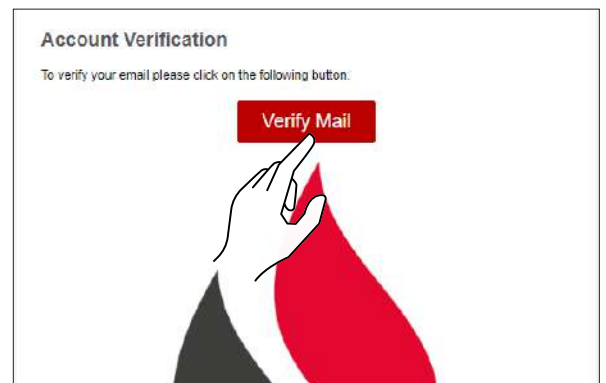 Account Verification
To verify your email please click on the following button.
Verify Mail